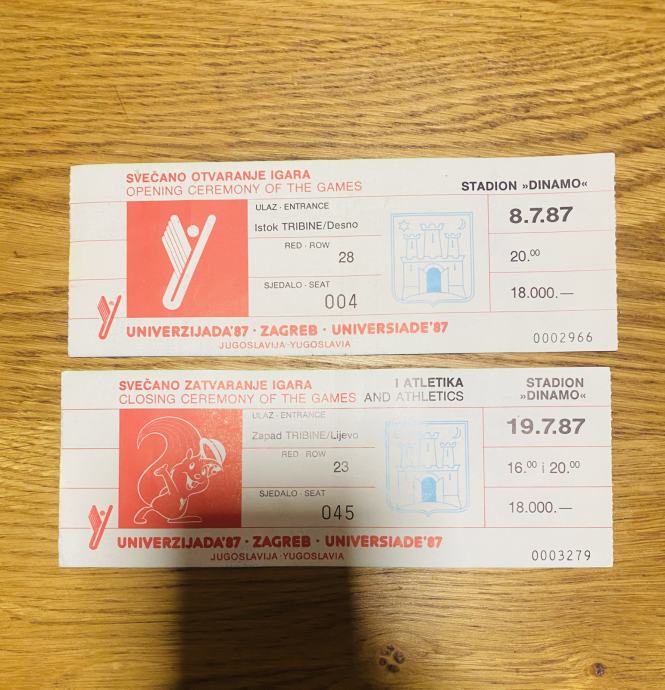 SVEČANO OTVARANJE IGARA
OPENING CEREMONY OF THE GAMES
STADION »DINAMO«
ULAZ · ENTRANCE
Istok TRIBINE/Desno
RED · ROW
28
SJEDALO · SEAT
004
8.7.87
20.00
18.000.—
UNIVERZIJADA'87 · ZAGREB · UNIVERSIADE'87
JUGOSLAVIJA·YUGOSLAVIA
0002966
SVEČANO ZATVARANJE IGARA I ATLETIKA
CLOSING CEREMONY OF THE GAMES AND ATHLETICS
STADION
»DINAMO«
ULAZ · ENTRANCE
Zapad TRIBINE/Lijevo
RED · ROW
23
SJEDALO · SEAT
045
19.7.87
16.00 i 20.00
18.000.—
UNIVERZIJADA'87 · ZAGREB · UNIVERSIADE'87
JUGOSLAVIJA·YUGOSLAVIA
0003279